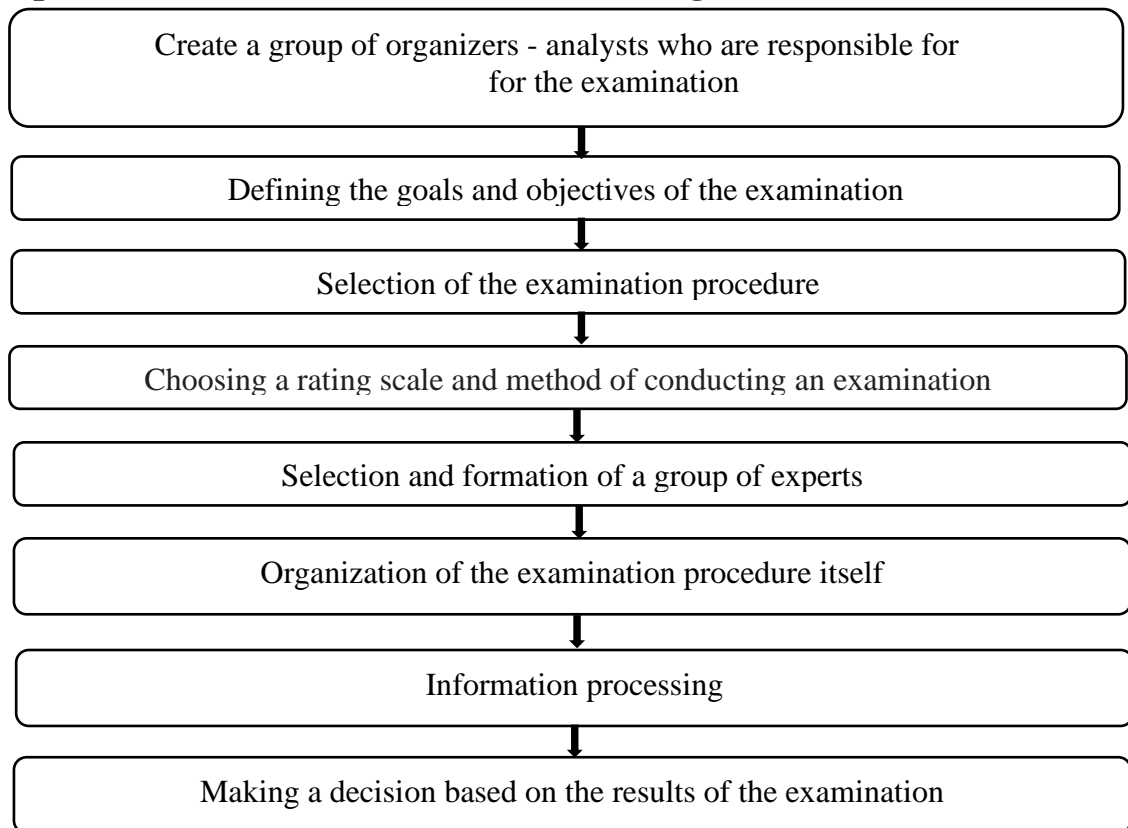 Create a group of organizers - analysts who are responsible for
for the examination
Defining the goals and objectives of the examination
Selection of the examination procedure
Choosing a rating scale and method of conducting an examination
Selection and formation of a group of experts
Organization of the examination procedure itself
Information processing
Making a decision based on the results of the examination